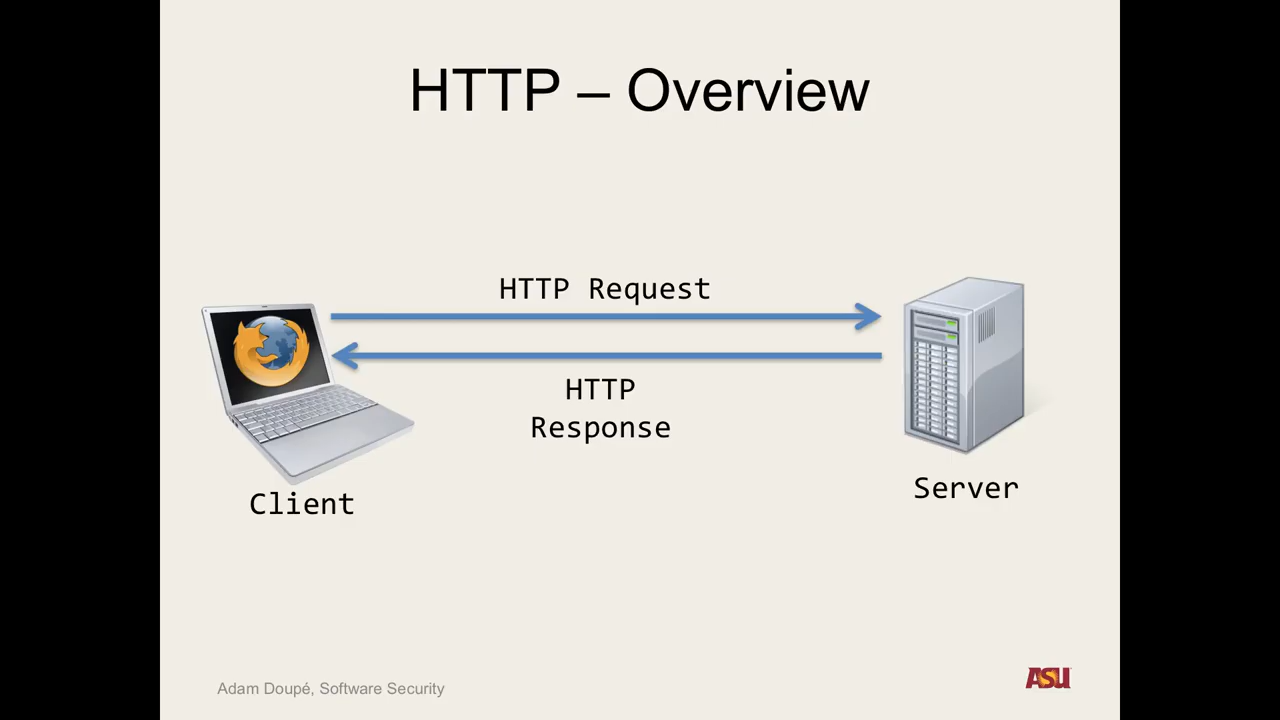 HTTP – Overview
HTTP Request
HTTP
Response
Client
Server
Adam Doupé, Software Security
ASU